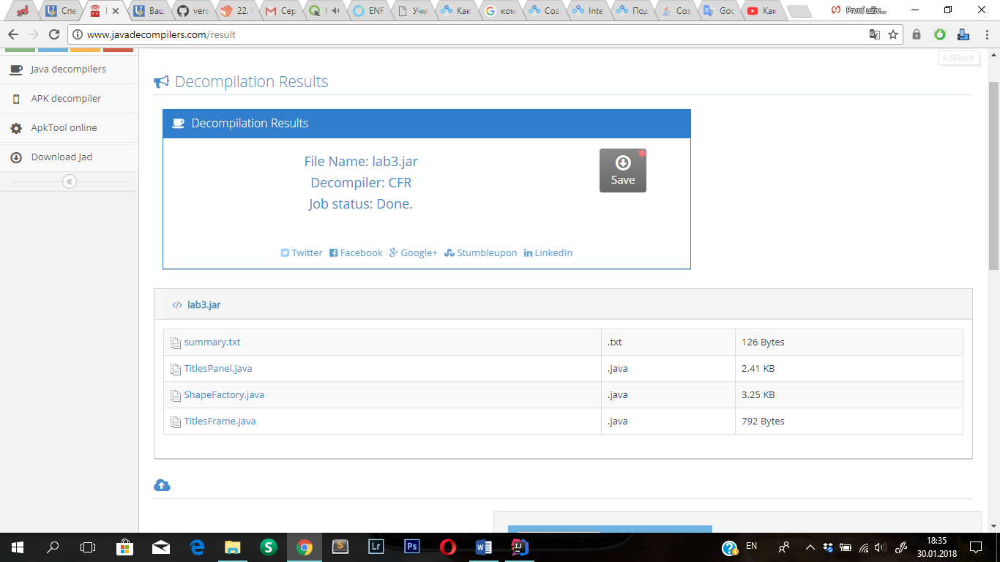 Спе
Ваш
verc
22.
Сер
ENF
Учи
Как
ком
Соз
Inte
Под
Соз
Goc
Как
První uživ...
www.javadecompilers.com/result
AdBlock
Java decompilers
APK decompiler
ApkTool online
Download Jad
Decompilation Results
Decompilation Results
File Name: lab3.jar
Decompiler: CFR
Job status: Done.
Save
Twitter Facebook Google+ Stumbleupon LinkedIn
</> lab3.jar
summary.txt .txt 126 Bytes
TitlesPanel.java .java 2.41 KB
ShapeFactory.java .java 3.25 KB
TitlesFrame.java .java 792 Bytes
S Lr Ps EN 18:35
30.01.2018